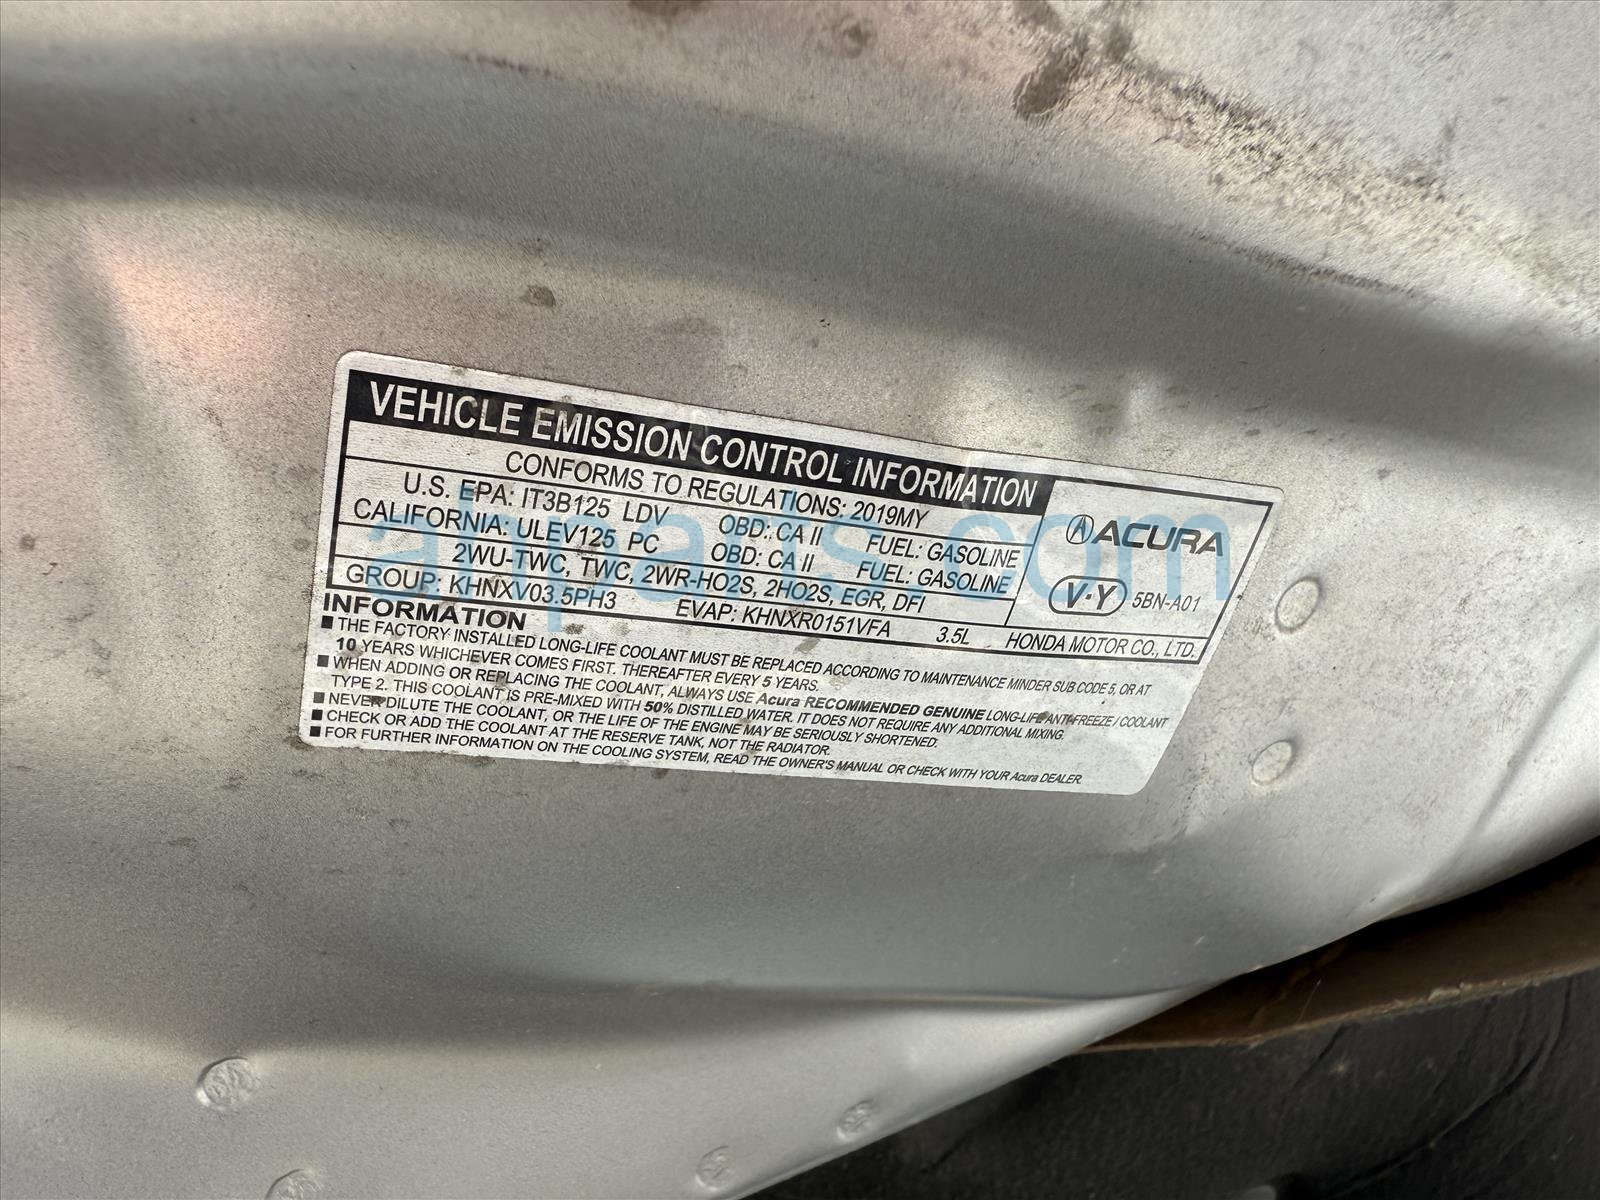 VEHICLE EMISSION CONTROL INFORMATION
CONFORMS TO REGULATIONS: 2019MY
U.S. EPA: IT3B125 LDV OBD: CA II FUEL: GASOLINE
CALIFORNIA: ULEV125 PC OBD: CA II FUEL: GASOLINE
2WU-TWC, TWC, 2WR-HO2S, 2HO2S, EGR, DFI
GROUP: KHNXV03.5PH3 EVAP: KHNXR0151VFA 3.5L HONDA MOTOR CO., LTD.
ACURA
V·Y 5BN-A01
INFORMATION
■ THE FACTORY INSTALLED LONG-LIFE COOLANT MUST BE REPLACED ACCORDING TO MAINTENANCE MINDER SUB CODE 5, OR AT
10 YEARS WHICHEVER COMES FIRST. THEREAFTER EVERY 5 YEARS.
■ WHEN ADDING OR REPLACING THE COOLANT, ALWAYS USE Acura RECOMMENDED GENUINE LONG-LIFE ANTI-FREEZE / COOLANT
TYPE 2. THIS COOLANT IS PRE-MIXED WITH 50% DISTILLED WATER. IT DOES NOT REQUIRE ANY ADDITIONAL MIXING.
■ NEVER DILUTE THE COOLANT, OR THE LIFE OF THE ENGINE MAY BE SERIOUSLY SHORTENED.
■ CHECK OR ADD THE COOLANT AT THE RESERVE TANK, NOT THE RADIATOR.
■ FOR FURTHER INFORMATION ON THE COOLING SYSTEM, READ THE OWNER'S MANUAL OR CHECK WITH YOUR Acura DEALER.
ahparts.com